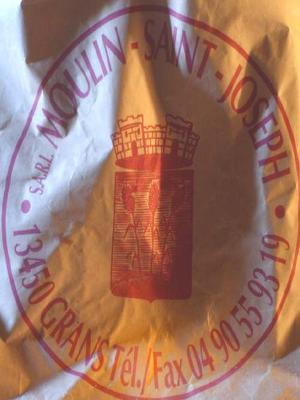 S.A.R.L. MOULIN - SAINT - JOSEPH
13450 GRANS Tél./Fax 04 90 55 93 19